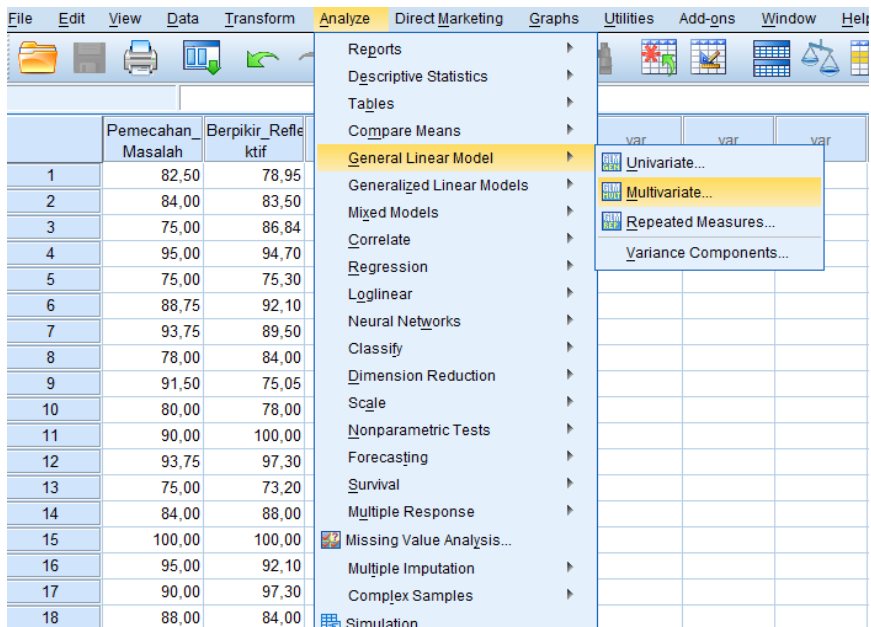 File Edit View Data Transform Analyze Direct Marketing Graphs Utilities Add-ons Window Help
Reports
Descriptive Statistics
Tables
Compare Means
General Linear Model
Generalized Linear Models
Mixed Models
Correlate
Regression
Loglinear
Neural Networks
Classify
Dimension Reduction
Scale
Nonparametric Tests
Forecasting
Survival
Multiple Response
Missing Value Analysis...
Multiple Imputation
Complex Samples
Simulation
Univariate...
Multivariate...
Repeated Measures...
Variance Components...
Pemecahan_ Berpikir_Refle
Masalah ktif
var var var
1 82,50 78,95
2 84,00 83,50
3 75,00 86,84
4 95,00 94,70
5 75,00 75,30
6 88,75 92,10
7 93,75 89,50
8 78,00 84,00
9 91,50 75,05
10 80,00 78,00
11 90,00 100,00
12 93,75 97,30
13 75,00 73,20
14 84,00 88,00
15 100,00 100,00
16 95,00 92,10
17 90,00 97,30
18 88,00 84,00